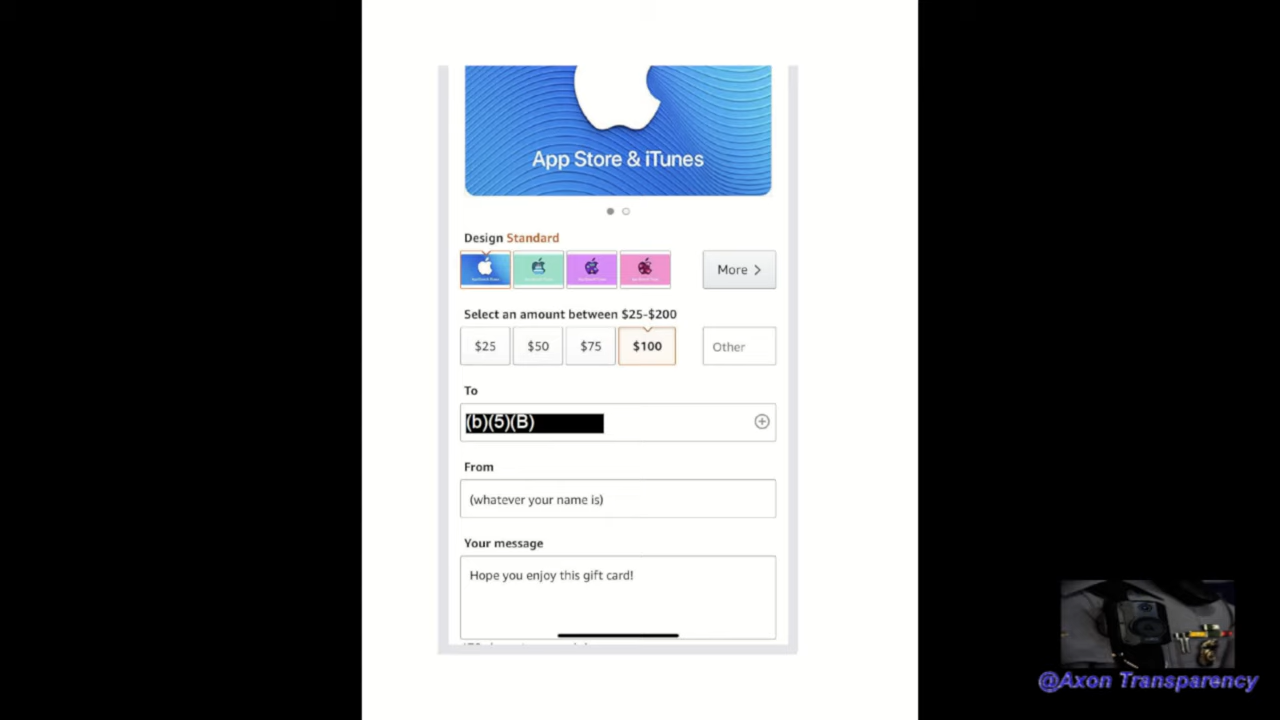 App Store & iTunes
Design Standard
More >
Select an amount between $25-$200
$25 $50 $75 $100 Other
To
(b)(5)(B)
From
(whatever your name is)
Your message
Hope you enjoy this gift card!
@Axon Transparency